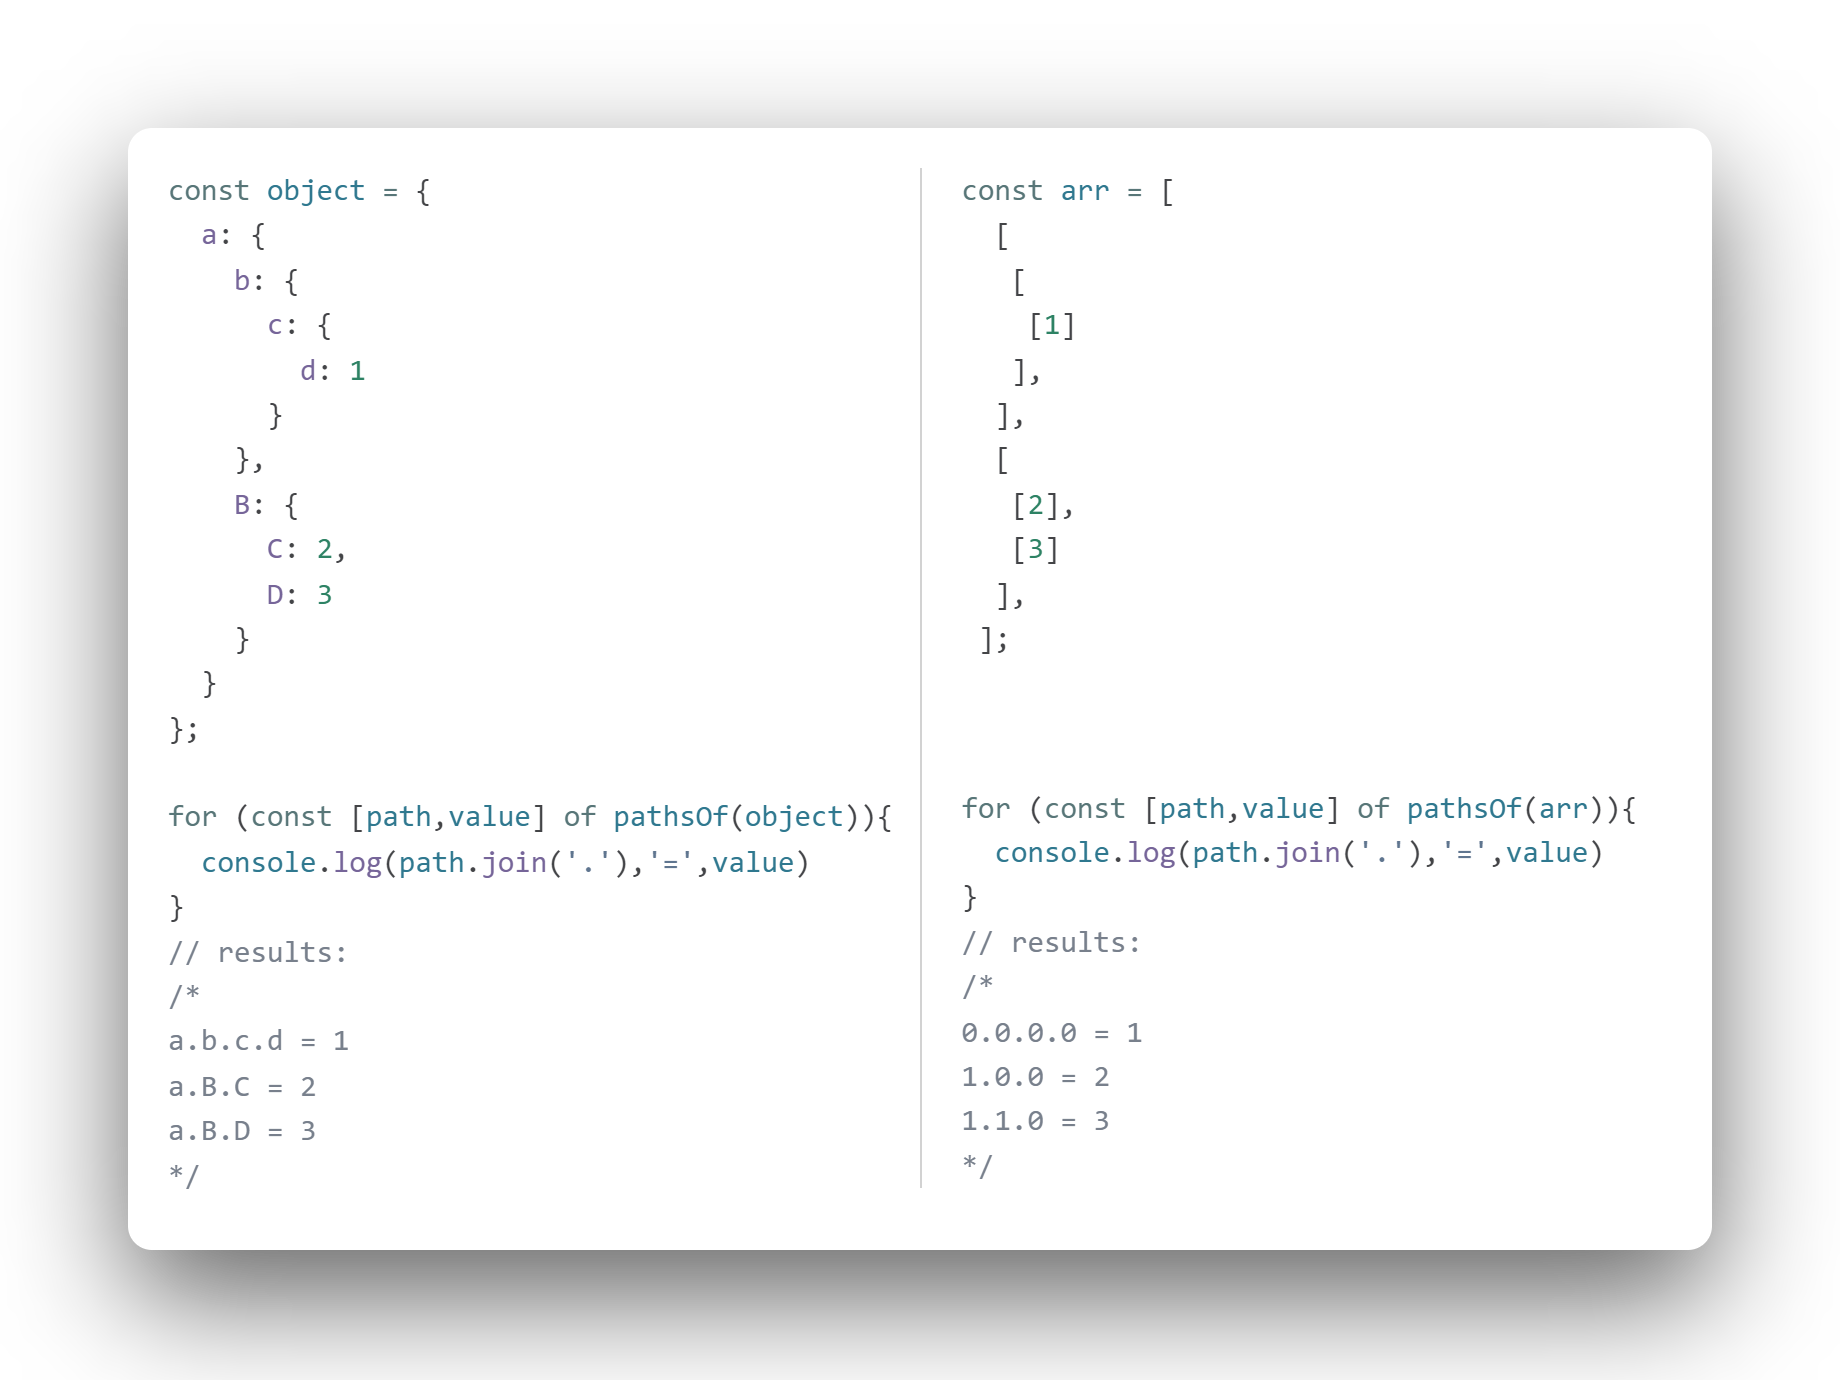 const object = {
  a: {
    b: {
      c: {
        d: 1
      }
    },
    B: {
      C: 2,
      D: 3
    }
  }
};
for (const [path,value] of pathsOf(object)){
  console.log(path.join('.'),'=',value)
}
// results:
/*
a.b.c.d = 1
a.B.C = 2
a.B.D = 3
*/
const arr = [
  [
   [
    [1]
   ],
  ],
  [
   [2],
   [3]
  ],
 ];
for (const [path,value] of pathsOf(arr)){
  console.log(path.join('.'),'=',value)
}
// results:
/*
0.0.0.0 = 1
1.0.0 = 2
1.1.0 = 3
*/